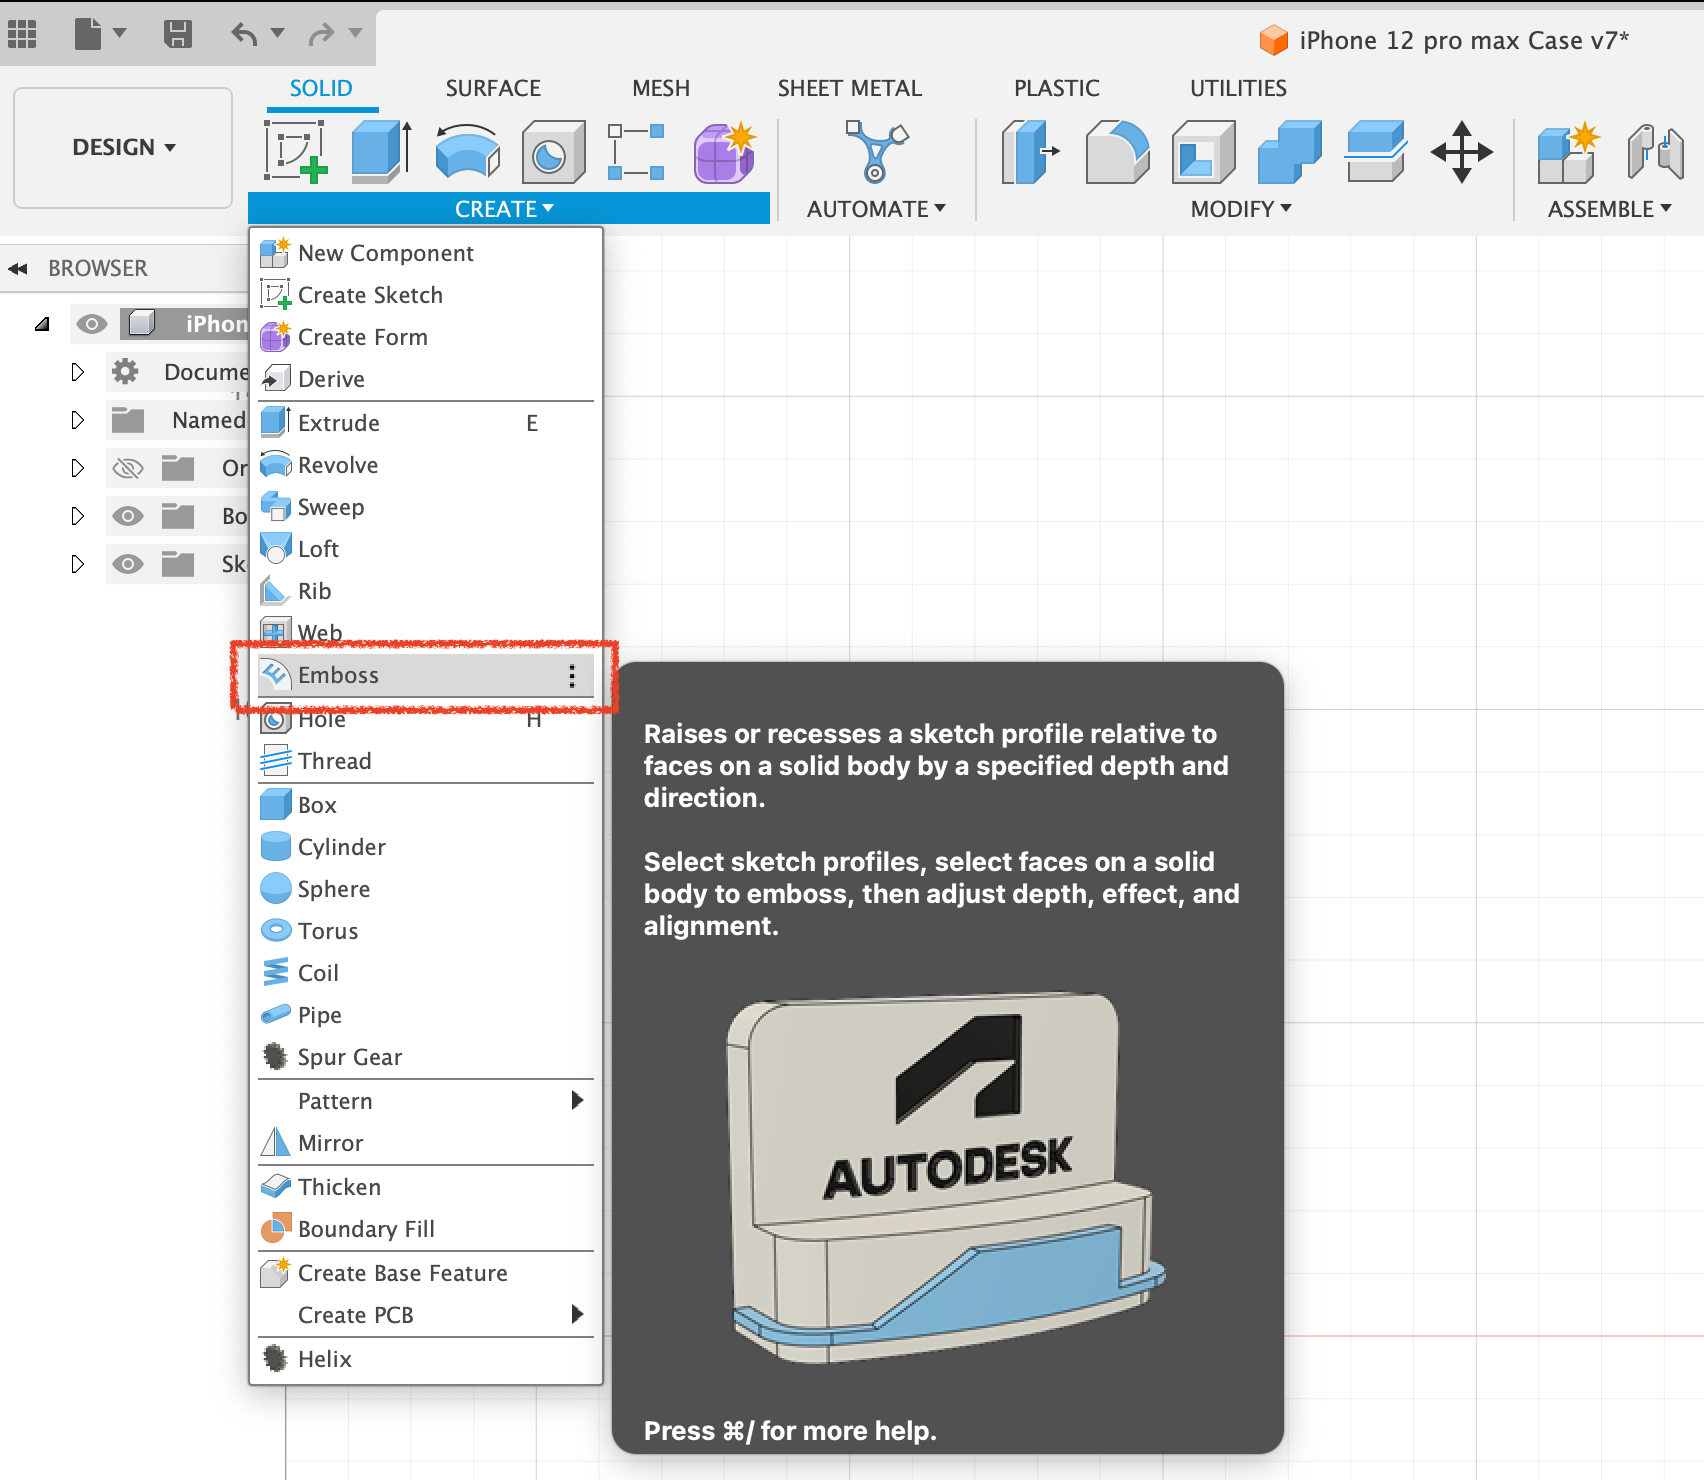 iPhone 12 pro max Case v7*
SOLID
SURFACE
MESH
SHEET METAL
PLASTIC
UTILITIES
DESIGN
CREATE
AUTOMATE
MODIFY
ASSEMBLE
BROWSER
iPhon
Docume
Named
Or
Bo
Sk
New Component
Create Sketch
Create Form
Derive
Extrude E
Revolve
Sweep
Loft
Rib
Web
Emboss
Hole H
Thread
Box
Cylinder
Sphere
Torus
Coil
Pipe
Spur Gear
Pattern
Mirror
Thicken
Boundary Fill
Create Base Feature
Create PCB
Helix
Raises or recesses a sketch profile relative to
faces on a solid body by a specified depth and
direction.
Select sketch profiles, select faces on a solid
body to emboss, then adjust depth, effect, and
alignment.
AUTODESK
Press ⌘/ for more help.